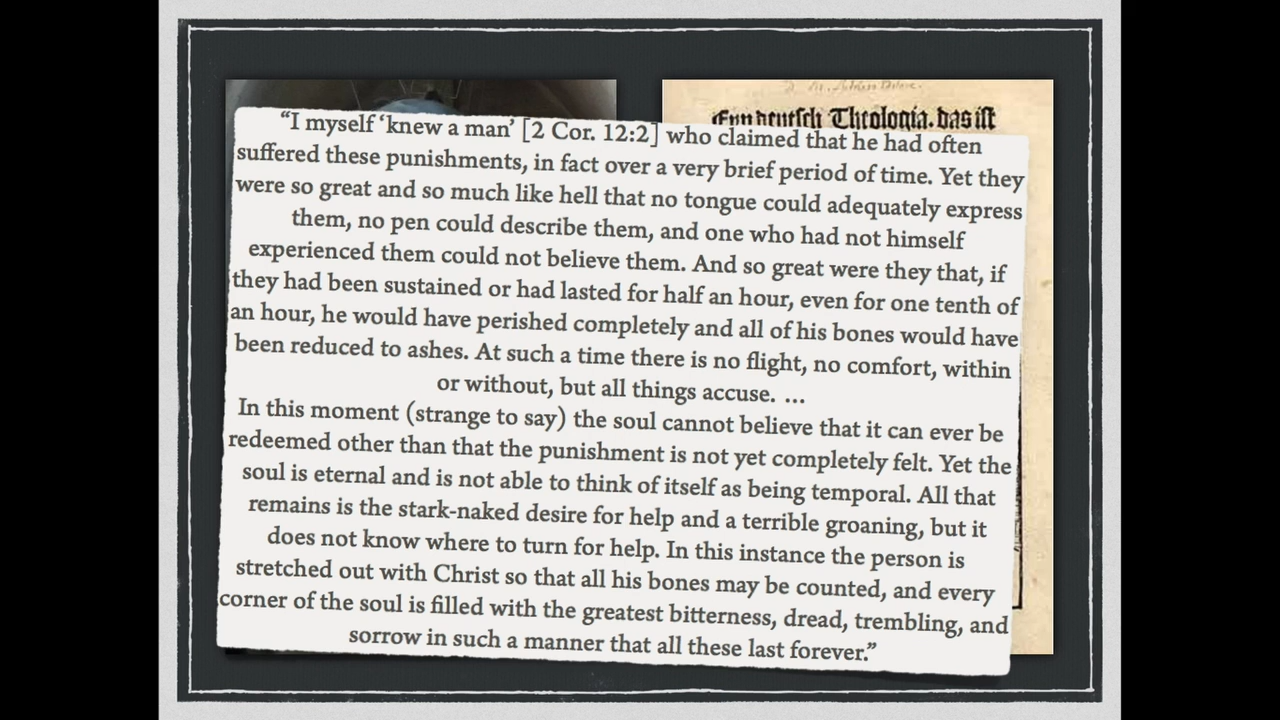 Eyn deutsch Theologia. das ist
“I myself ‘knew a man’ [2 Cor. 12:2] who claimed that he had often
suffered these punishments, in fact over a very brief period of time. Yet they
were so great and so much like hell that no tongue could adequately express
them, no pen could describe them, and one who had not himself
experienced them could not believe them. And so great were they that, if
they had been sustained or had lasted for half an hour, even for one tenth of
an hour, he would have perished completely and all of his bones would have
been reduced to ashes. At such a time there is no flight, no comfort, within
or without, but all things accuse. ...
In this moment (strange to say) the soul cannot believe that it can ever be
redeemed other than that the punishment is not yet completely felt. Yet the
soul is eternal and is not able to think of itself as being temporal. All that
remains is the stark-naked desire for help and a terrible groaning, but it
does not know where to turn for help. In this instance the person is
stretched out with Christ so that all his bones may be counted, and every
corner of the soul is filled with the greatest bitterness, dread, trembling, and
sorrow in such a manner that all these last forever.”